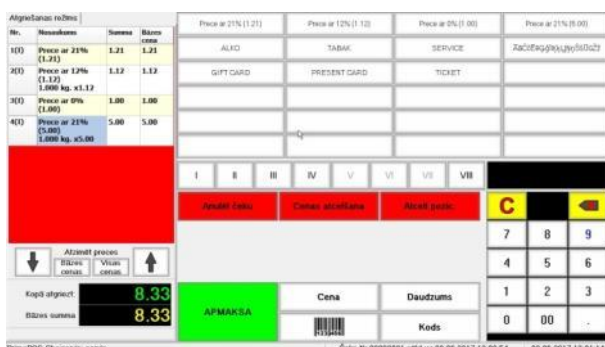 Atgriešanas režīms
Nr. Nosaukums Summa Bāzes cena
1(I) Prece ar 21% (1.21) 1.21 1.21
2(I) Prece ar 12% (1.12) 1.12 1.12
1.000 kg. x1.12
3(I) Prece ar 0% (1.00) 1.00 1.00
4(I) Prece ar 21% (5.00) 5.00 5.00
1.000 kg. x5.00
Atzīmēt preces
Bāzes cenas Visas cenas
Kopā atgriezt: 8.33
Bāzes summa 8.33
Prece ar 21% (1.21) Prece ar 12% (1.12) Prece ar 0% (1.00) Prece ar 21% (5.00)
ALKO TABAK SERVICE
GIFT CARD PRESENT CARD TICKET
I II III IV V VI VII VIII
Anulēt čeku Cenas atcelšana Atcelt pozīc.
C
7 8 9
4 5 6
1 2 3
0 00 .
APMAKSA
Cena Daudzums
Kods